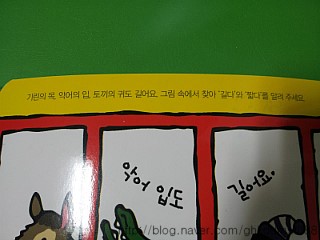 기린의 목, 악어의 입, 토끼의 귀도 길어요. 그림 속에서 찾아 '길다'와 '짧다'를 알려 주세요.
악어 입도
길어요.
http://blog.naver.com/gh